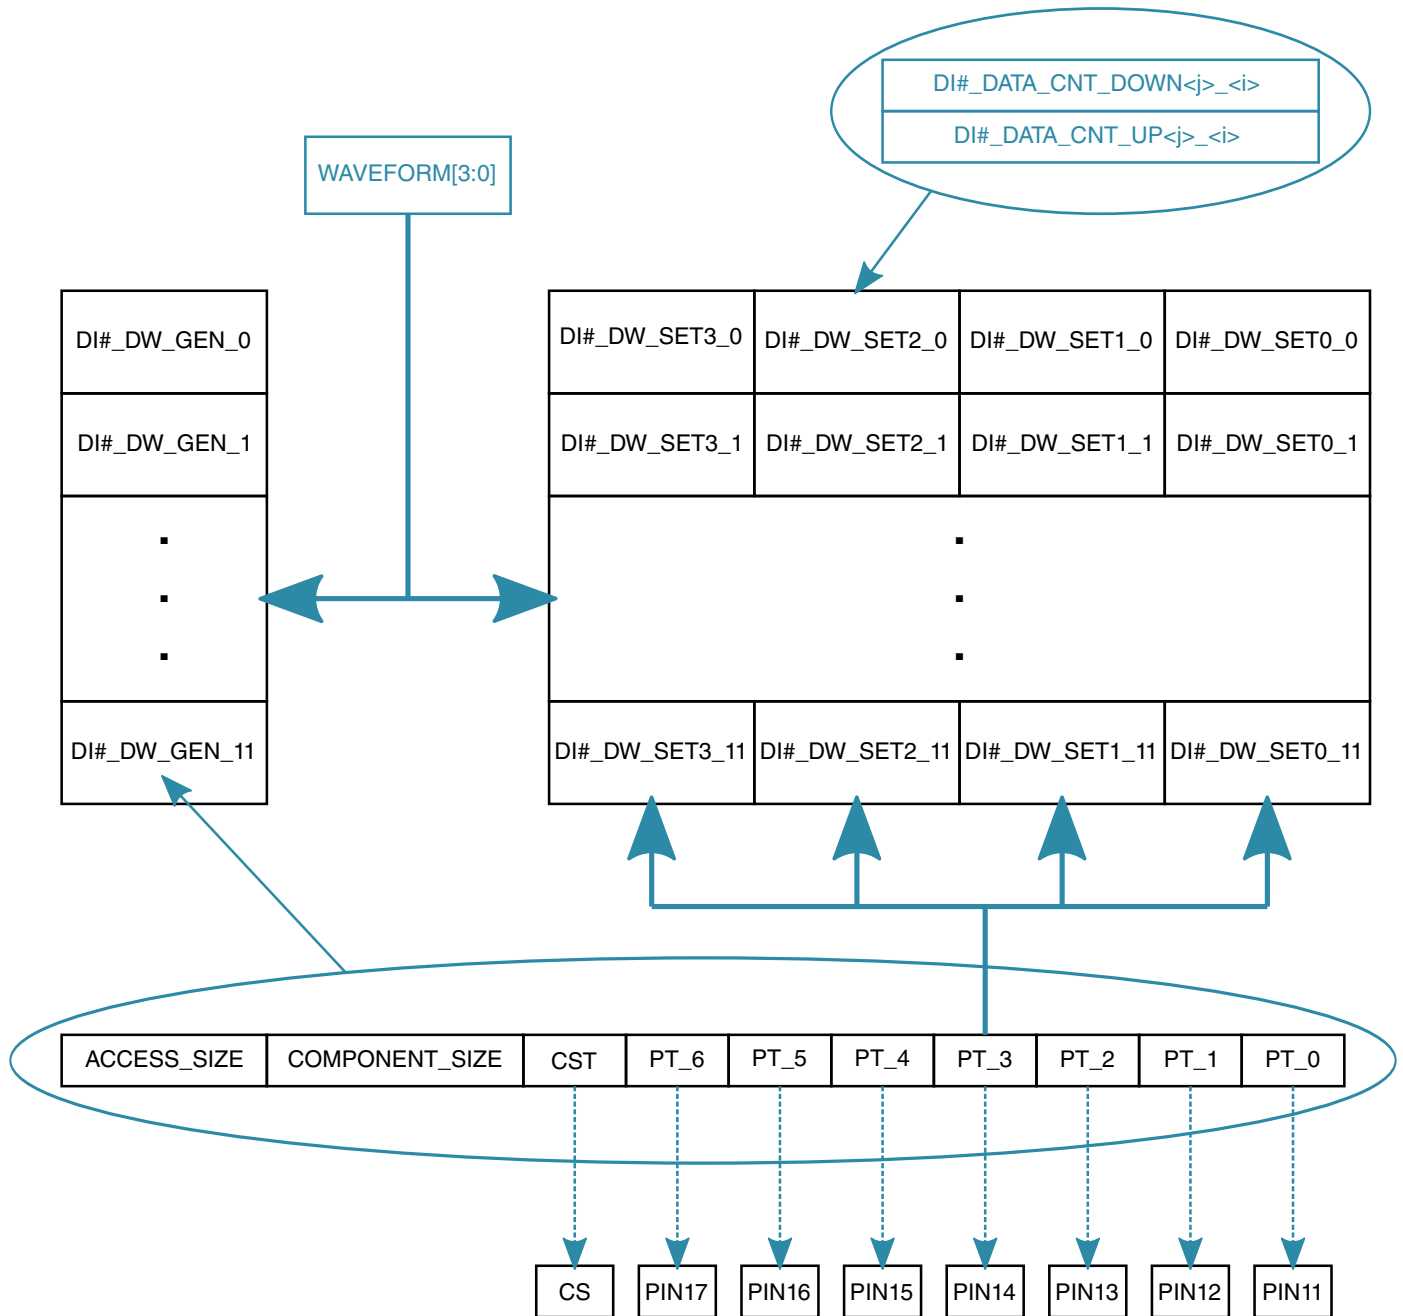 DI#_DATA_CNT_DOWN<j>_<i>
DI#_DATA_CNT_UP<j>_<i>
WAVEFORM[3:0]
DI#_DW_GEN_0
DI#_DW_SET3_0 DI#_DW_SET2_0 DI#_DW_SET1_0 DI#_DW_SET0_0
DI#_DW_GEN_1
DI#_DW_SET3_1 DI#_DW_SET2_1 DI#_DW_SET1_1 DI#_DW_SET0_1
DI#_DW_GEN_11
DI#_DW_SET3_11 DI#_DW_SET2_11 DI#_DW_SET1_11 DI#_DW_SET0_11
ACCESS_SIZE COMPONENT_SIZE CST PT_6 PT_5 PT_4 PT_3 PT_2 PT_1 PT_0
CS PIN17 PIN16 PIN15 PIN14 PIN13 PIN12 PIN11